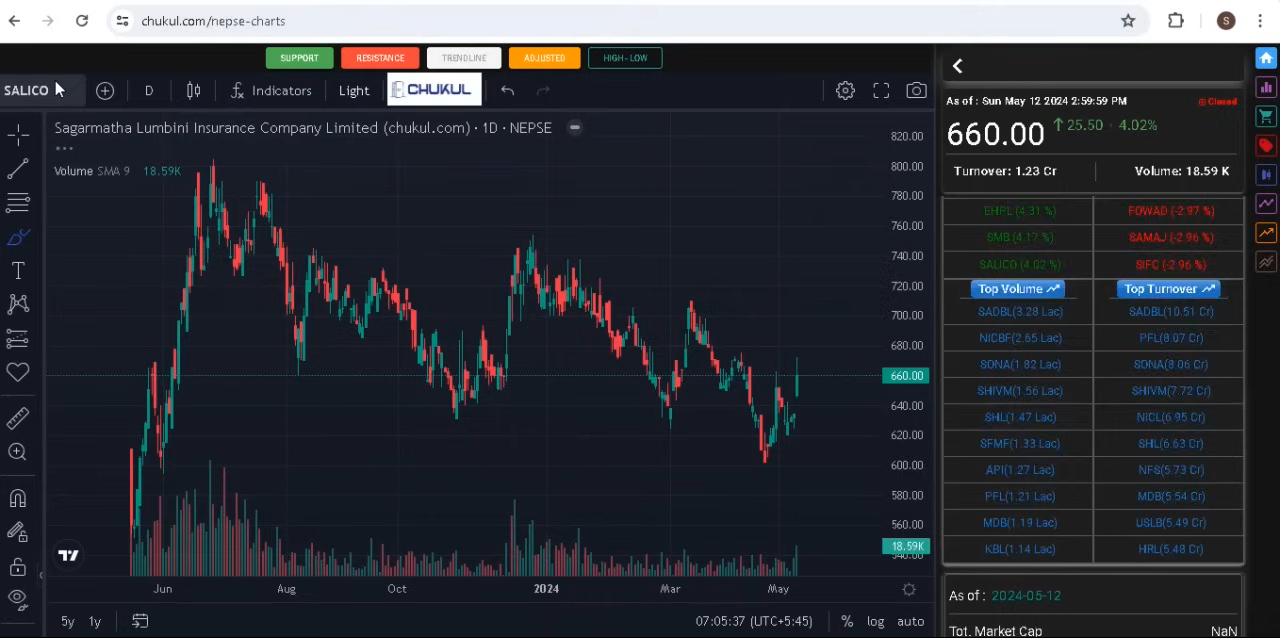 chukul.com/nepse-charts
S
SUPPORT RESISTANCE TRENDLINE ADJUSTED HIGH-LOW
SALICO D Indicators Light CHUKUL
Sagarmatha Lumbini Insurance Company Limited (chukul.com) · 1D · NEPSE
Volume SMA 9 18.59K
820.00
800.00
780.00
760.00
740.00
720.00
700.00
680.00
660.00
640.00
620.00
600.00
580.00
560.00
18.59K
540.00
Jun Aug Oct 2024 Mar May
5y 1y 07:05:37 (UTC+5:45) % log auto
As of : Sun May 12 2024 2:59:59 PM Closed
660.00 ↑ 25.50 · 4.02%
Turnover: 1.23 Cr Volume: 18.59 K
EHPL (4.31 %) FOWAD (-2.97 %)
SMB (4.17 %) SAMAJ (-2.96 %)
SALICO (4.02 %) SIFC (-2.96 %)
Top Volume Top Turnover
SADBL(3.28 Lac) SADBL(10.51 Cr)
NICBF(2.65 Lac) PFL(8.07 Cr)
SONA(1.82 Lac) SONA(8.06 Cr)
SHIVM(1.56 Lac) SHIVM(7.72 Cr)
SHL(1.47 Lac) NICL(6.95 Cr)
SFMF(1.33 Lac) SHL(6.63 Cr)
API(1.27 Lac) NFS(5.73 Cr)
PFL(1.21 Lac) MDB(5.54 Cr)
MDB(1.19 Lac) USLB(5.49 Cr)
KBL(1.14 Lac) HRL(5.48 Cr)
As of : 2024-05-12
Tot. Market Cap NaN